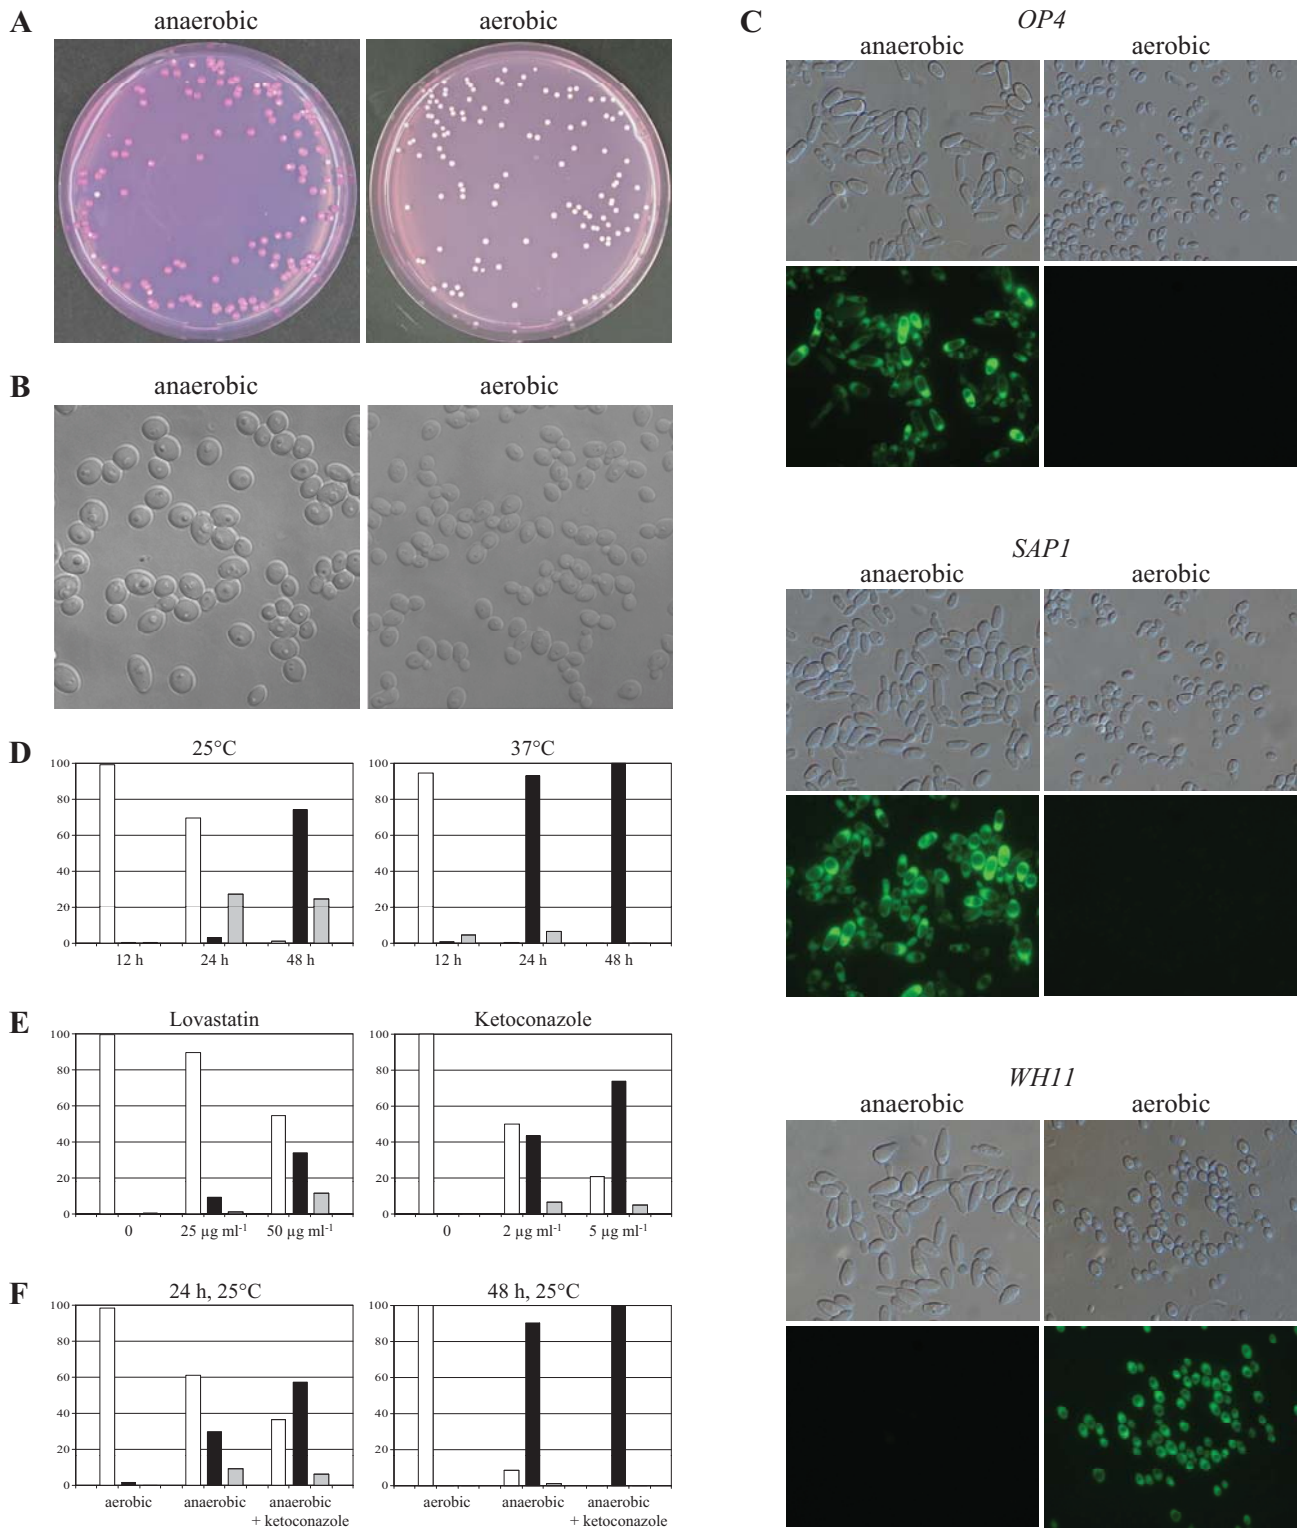 A
anaerobic
aerobic
B
anaerobic
aerobic
C
OP4
anaerobic
aerobic
SAP1
anaerobic
aerobic
WH11
anaerobic
aerobic
D
25°C
100
80
60
40
20
0
12 h
24 h
48 h
37°C
100
80
60
40
20
0
12 h
24 h
48 h
E
Lovastatin
100
80
60
40
20
0
0
25 µg ml-1
50 µg ml-1
Ketoconazole
100
80
60
40
20
0
0
2 µg ml-1
5 µg ml-1
F
24 h, 25°C
100
80
60
40
20
0
aerobic
anaerobic
anaerobic
+ ketoconazole
48 h, 25°C
100
80
60
40
20
0
aerobic
anaerobic
anaerobic
+ ketoconazole